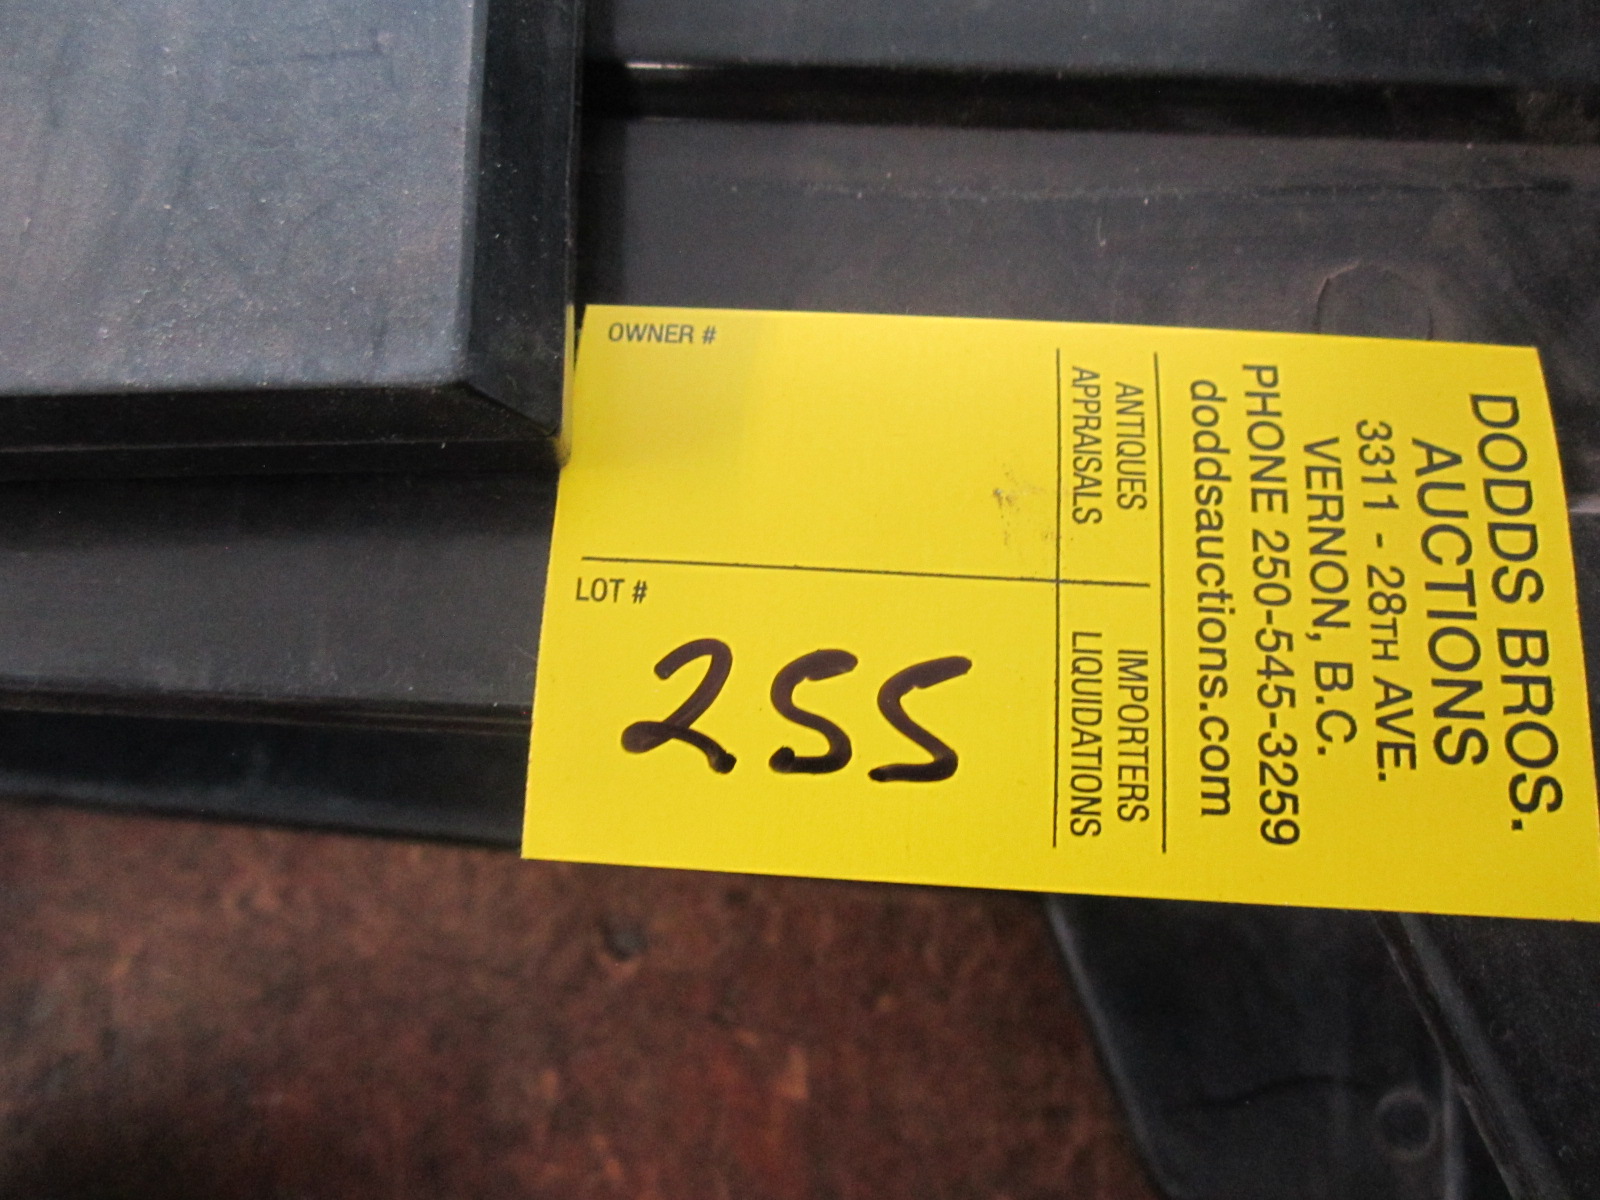 DODDS BROS.
AUCTIONS
3311 - 28TH AVE.
VERNON, B.C.
PHONE 250-545-3259
doddsauctions.com
ANTIQUES IMPORTERS
APPRAISALS LIQUIDATIONS
OWNER #
LOT #
255